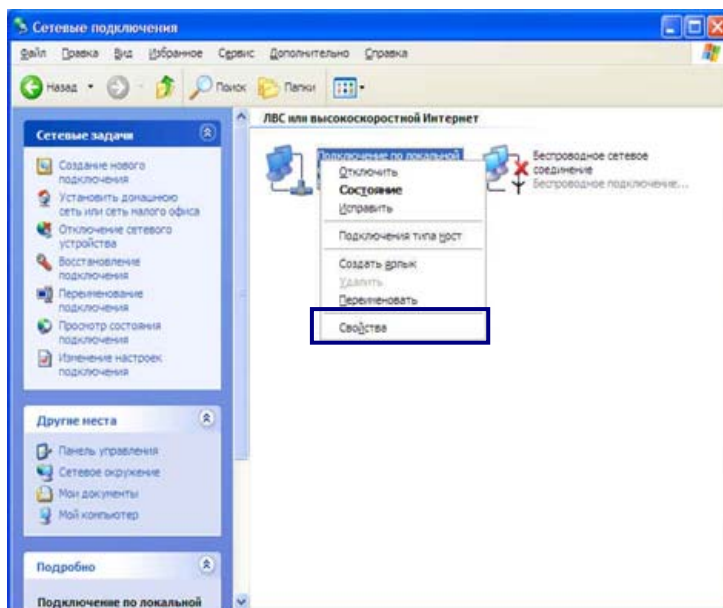 Сетевые подключения
Файл Правка Вид Избранное Сервис Дополнительно Справка
Назад Поиск Папки
Сетевые задачи
Создание нового
подключения
Установить домашнюю
сеть или сеть малого офиса
Отключение сетевого
устройства
Восстановление
подключения
Переименование
подключения
Просмотр состояния
подключения
Изменение настроек
подключения
Другие места
Панель управления
Сетевое окружение
Мои документы
Мой компьютер
Подробно
Подключение по локальной
ЛВС или высокоскоростной Интернет
Подключение по локальной
Отключить
Состояние
Исправить
Подключения типа мост
Создать ярлык
Удалить
Переименовать
Свойства
Беспроводное сетевое
соединение
Беспроводное подключение...